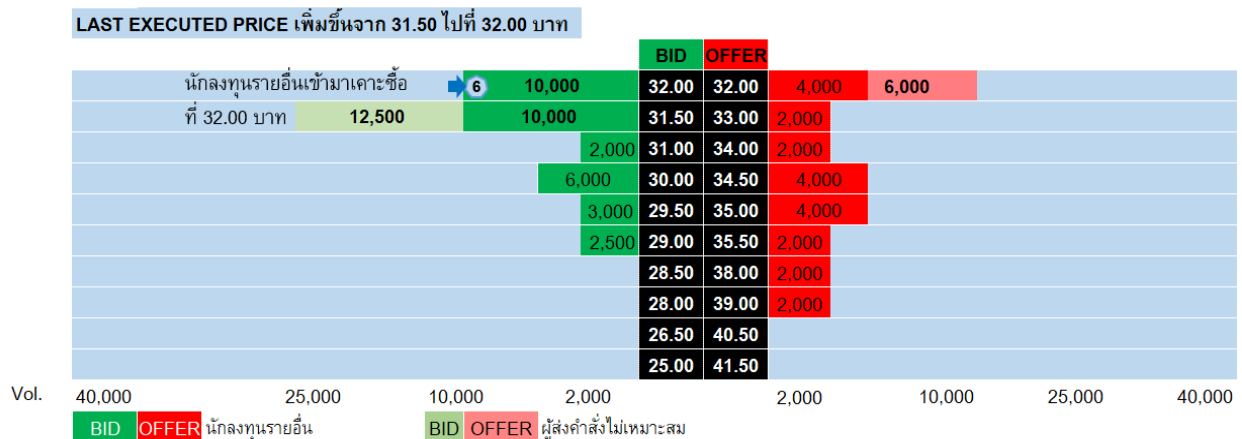 LAST EXECUTED PRICE เพิ่มขึ้นจาก 31.50 ไปที่ 32.00 บาท
BID OFFER
นักลงทุนรายอื่นเข้ามาเคาะซื้อ 6 10,000 32.00 32.00 4,000 6,000
ที่ 32.00 บาท 12,500 10,000 31.50 33.00 2,000
2,000 31.00 34.00 2,000
6,000 30.00 34.50 4,000
3,000 29.50 35.00 4,000
2,500 29.00 35.50 2,000
28.50 38.00 2,000
28.00 39.00 2,000
26.50 40.50
25.00 41.50
Vol. 40,000 25,000 10,000 2,000 2,000 10,000 25,000 40,000
BID OFFER นักลงทุนรายอื่น BID OFFER ผู้ส่งคำสั่งไม่เหมาะสม